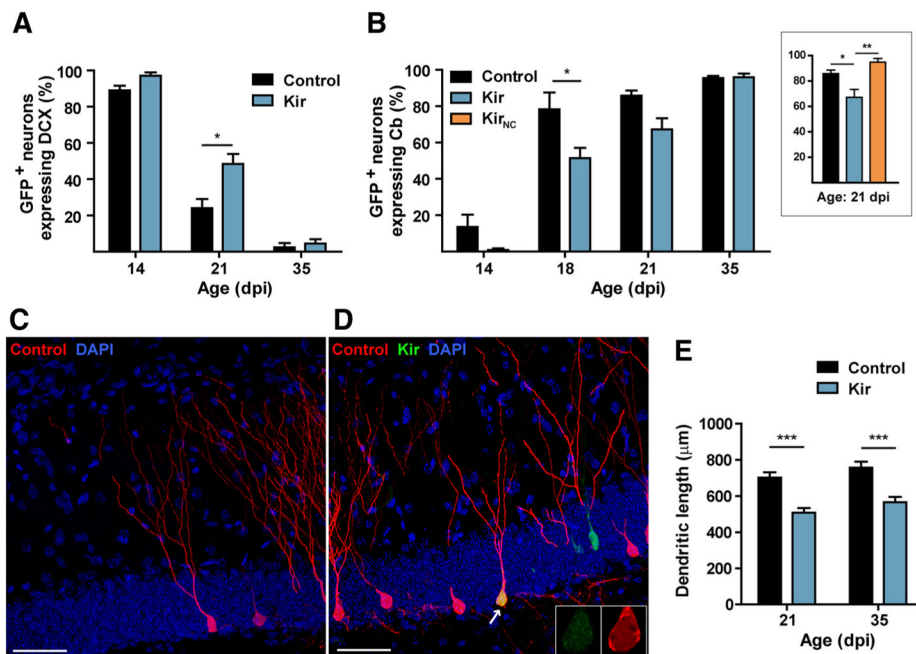 A
GFP+ neurons
expressing DCX (%)
100
80
60
40
20
Control
Kir
*
14 21 35
Age (dpi)
B
GFP+ neurons
expressing Cb (%)
100
80
60
40
20
Control
Kir
KirNC
*
14 18 21 35
Age (dpi)
100
80
60
40
20
* **
Age: 21 dpi
C
Control DAPI
D
Control Kir DAPI
E
Control
Kir
Dendritic length (μm)
1000
800
600
400
200
0
*** ***
21 35
Age (dpi)